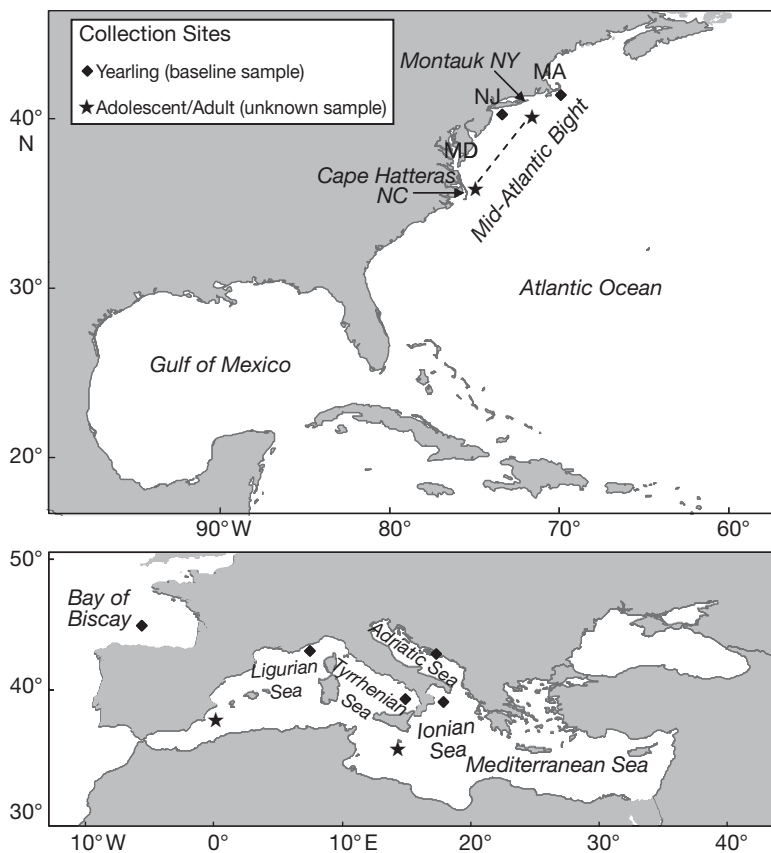 Collection Sites
Yearling (baseline sample)
Adolescent/Adult (unknown sample)
Montauk NY
MA
NJ
MD
Cape Hatteras
NC
Mid-Atlantic Bight
Atlantic Ocean
Gulf of Mexico
40°
N
30°
20°
90°W
80°
70°
60°
50°
40°
30°
Bay of
Biscay
Ligurian
Sea
Tyrrhenian
Sea
Adriatic Sea
Ionian
Sea
Mediterranean Sea
10°W
0°
10°E
20°
30°
40°